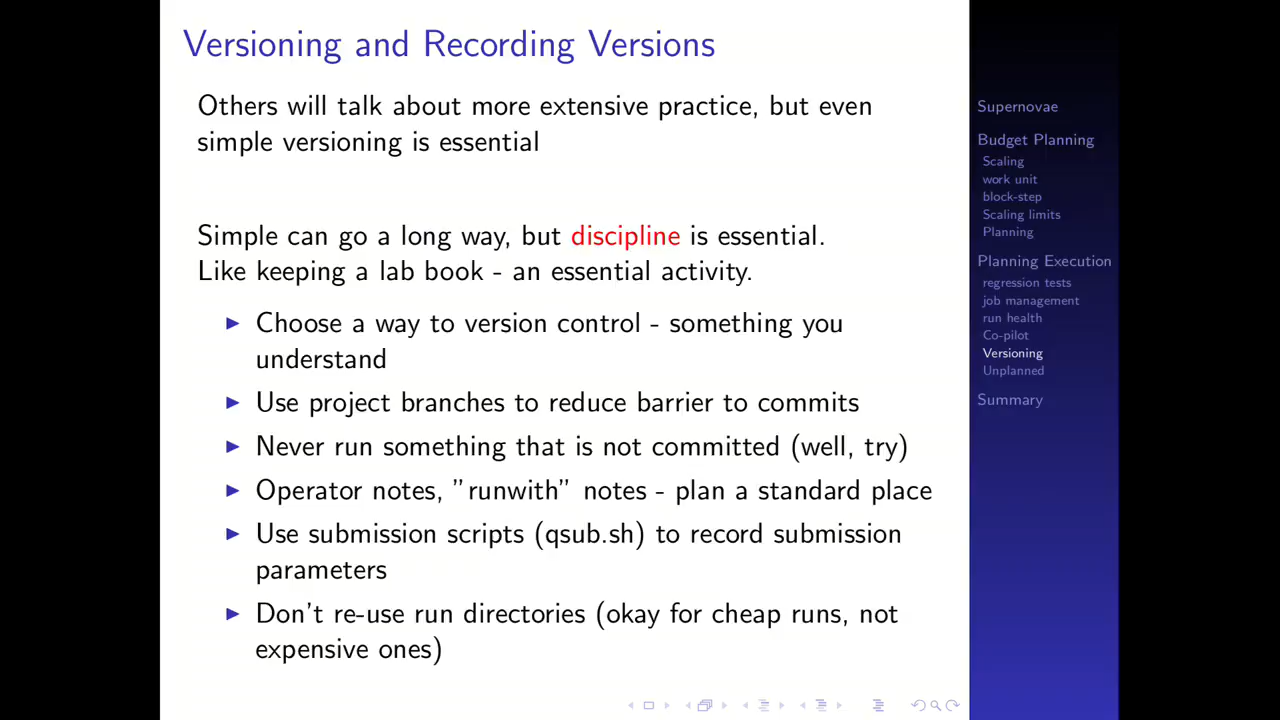 Versioning and Recording Versions
Others will talk about more extensive practice, but even
simple versioning is essential
Simple can go a long way, but discipline is essential.
Like keeping a lab book - an essential activity.
Choose a way to version control - something you
understand
Use project branches to reduce barrier to commits
Never run something that is not committed (well, try)
Operator notes, ”runwith” notes - plan a standard place
Use submission scripts (qsub.sh) to record submission
parameters
Don't re-use run directories (okay for cheap runs, not
expensive ones)
Supernovae
Budget Planning
Scaling
work unit
block-step
Scaling limits
Planning
Planning Execution
regression tests
job management
run health
Co-pilot
Versioning
Unplanned
Summary